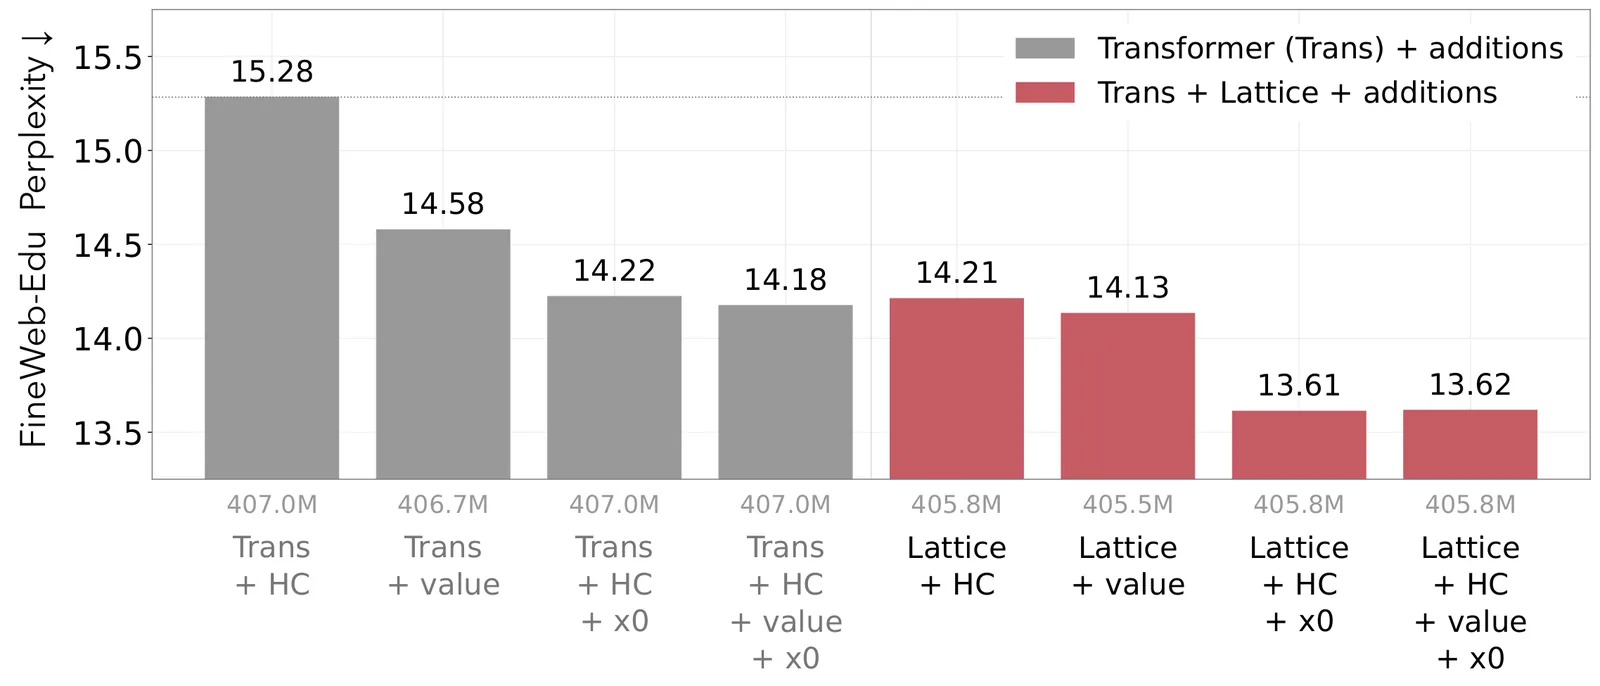 FineWeb-Edu Perplexity ↓
15.5
15.0
14.5
14.0
13.5
Transformer (Trans) + additions
Trans + Lattice + additions
15.28
14.58
14.22
14.18
14.21
14.13
13.61
13.62
407.0M
Trans
+ HC
406.7M
Trans
+ value
407.0M
Trans
+ HC
+ x0
407.0M
Trans
+ HC
+ value
+ x0
405.8M
Lattice
+ HC
405.5M
Lattice
+ value
405.8M
Lattice
+ HC
+ x0
405.8M
Lattice
+ HC
+ value
+ x0